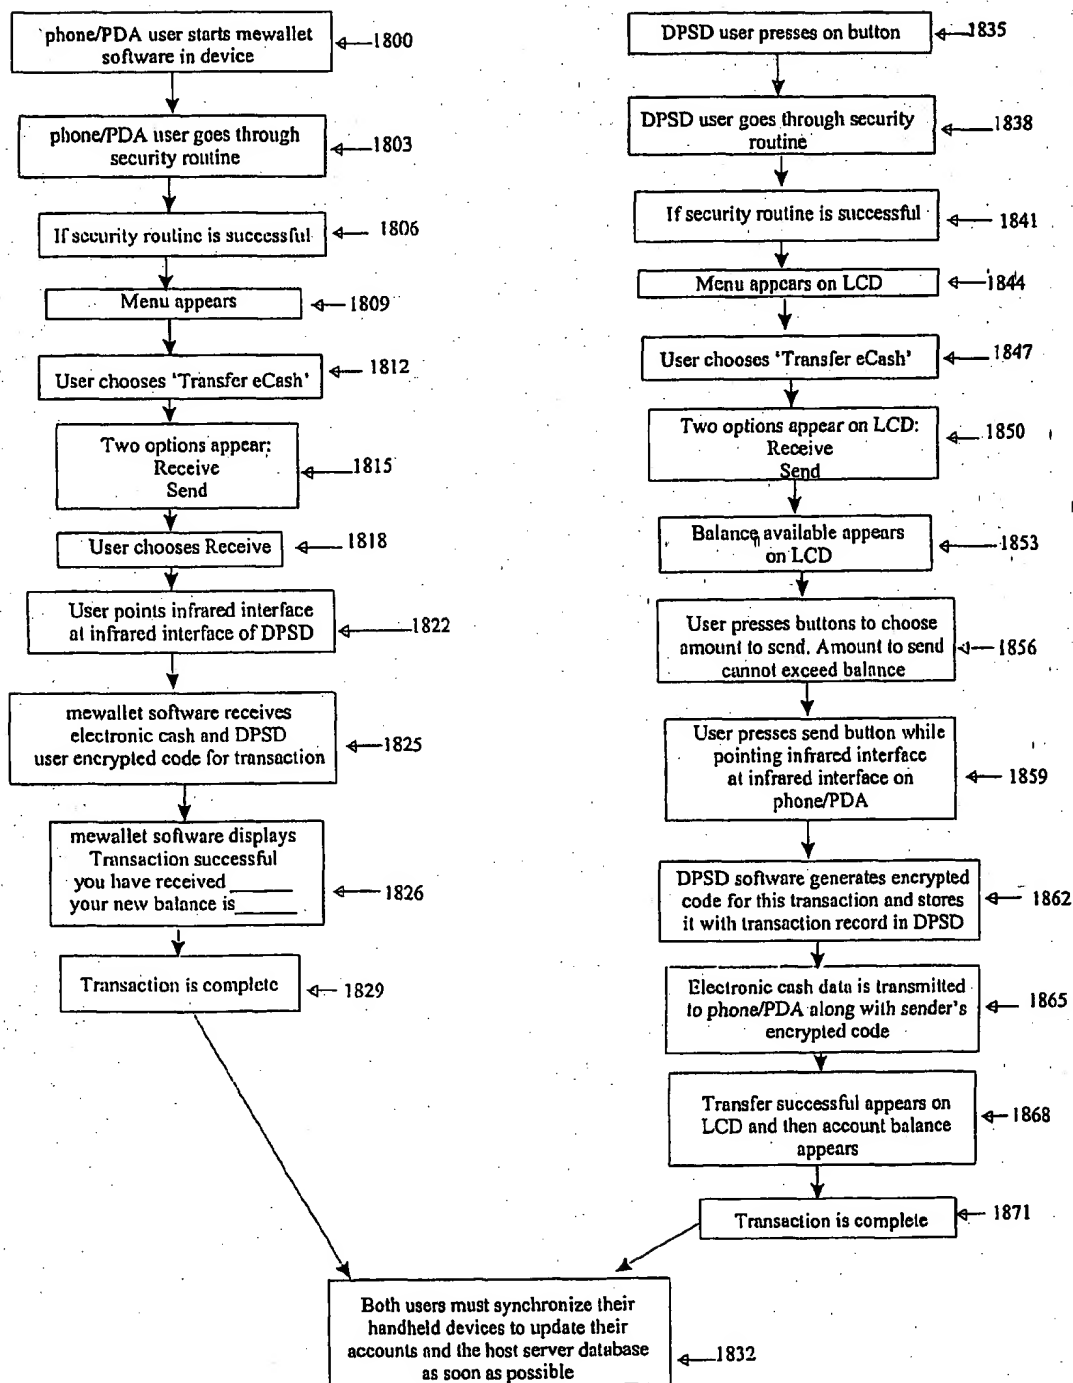 phone/PDA user starts mewallet
software in device
1800
phone/PDA user goes through
security routine
1803
If security routine is successful
1806
Menu appears
1809
User chooses 'Transfer eCash'
1812
Two options appear:
Receive
Send
1815
User chooses Receive
1818
User points infrared interface
at infrared interface of DPSD
1822
mewallet software receives
electronic cash and DPSD
user encrypted code for transaction
1825
mewallet software displays
Transaction successful
you have received ______
your new balance is ______
1826
Transaction is complete
1829
DPSD user presses on button
1835
DPSD user goes through security
routine
1838
If security routine is successful
1841
Menu appears on LCD
1844
User chooses 'Transfer eCash'
1847
Two options appear on LCD:
Receive
Send
1850
Balance available appears
on LCD
1853
User presses buttons to choose
amount to send. Amount to send
cannot exceed balance
1856
User presses send button while
pointing infrared interface
at infrared interface on
phone/PDA
1859
DPSD software generates encrypted
code for this transaction and stores
it with transaction record in DPSD
1862
Electronic cash data is transmitted
to phone/PDA along with sender's
encrypted code
1865
Transfer successful appears on
LCD and then account balance
appears
1868
Transaction is complete
1871
Both users must synchronize their
handheld devices to update their
accounts and the host server database
as soon as possible
1832